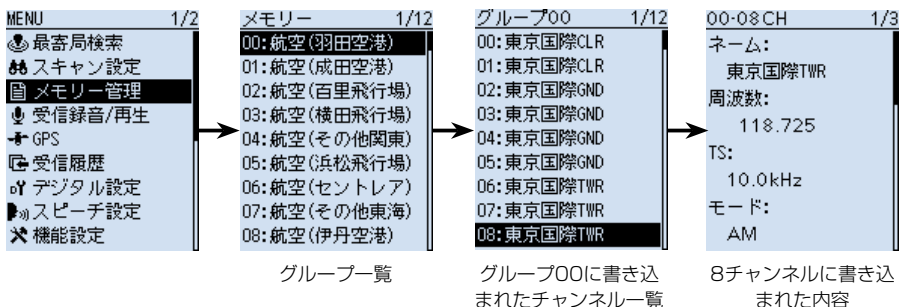 MENU 1/2
最寄局検索
スキャン設定
メモリー管理
受信録音/再生
GPS
受信履歴
デジタル設定
スピーチ設定
機能設定
メモリー 1/12
00:航空(羽田空港)
01:航空(成田空港)
02:航空(百里飛行場)
03:航空(横田飛行場)
04:航空(その他関東)
05:航空(浜松飛行場)
06:航空(セントレア)
07:航空(その他東海)
08:航空(伊丹空港)
グループ一覧
グループ00 1/12
00:東京国際CLR
01:東京国際CLR
02:東京国際GND
03:東京国際GND
04:東京国際GND
05:東京国際GND
06:東京国際TWR
07:東京国際TWR
08:東京国際TWR
グループ00に書き込
まれたチャンネル一覧
00-08CH 1/3
ネーム:
東京国際TWR
周波数:
118.725
TS:
10.0kHz
モード:
AM
8チャンネルに書き込
まれた内容